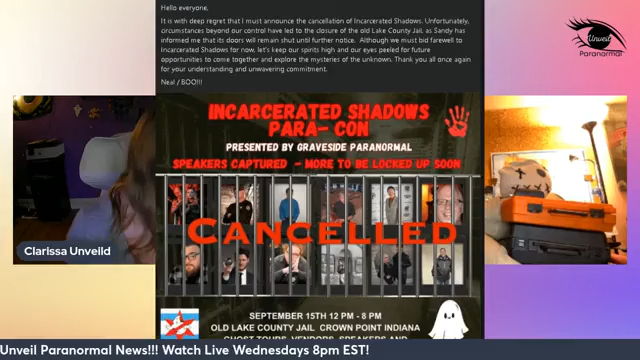 Hello everyone,
It is with deep regret that I must announce the cancellation of Incarcerated Shadows. Unfortunately,
circumstances beyond our control have led to the closure of the old Lake County Jail, as Sandy has
informed me that its doors will remain shut until further notice. Although we must bid farewell to
Incarcerated Shadows for now, let's keep our spirits high and our eyes peeled for future
opportunities to come together and explore the mysteries of the unknown. Thank you all once again
for your understanding and unwavering commitment.
Neal / BOO!!!
Unveil
Paranormal
INCARCERATED SHADOWS
PARA- CON
PRESENTED BY GRAVESIDE PARANORMAL
SPEAKERS CAPTURED - MORE TO BE LOCKED UP SOON
CANCELLED
Clarissa Unveild
SEPTEMBER 15TH 12 PM - 8 PM
OLD LAKE COUNTY JAIL CROWN POINT INDIANA
GHOST TOURS, VENDORS, SPEAKERS AND
Unveil Paranormal News!!! Watch Live Wednesdays 8pm EST!